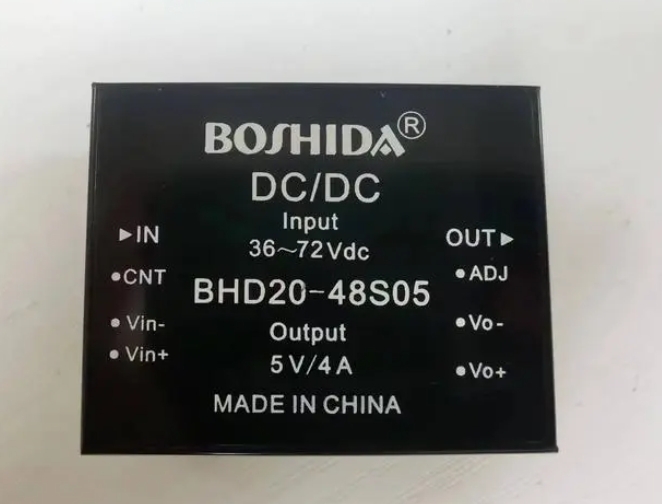 BOSHIDA®
DC/DC
Input
36~72Vdc
BHD20-48S05
Output
5V/4A
MADE IN CHINA
▶IN
•CNT
•Vin-
•Vin+
OUT▶
•ADJ
•Vo-
•Vo+